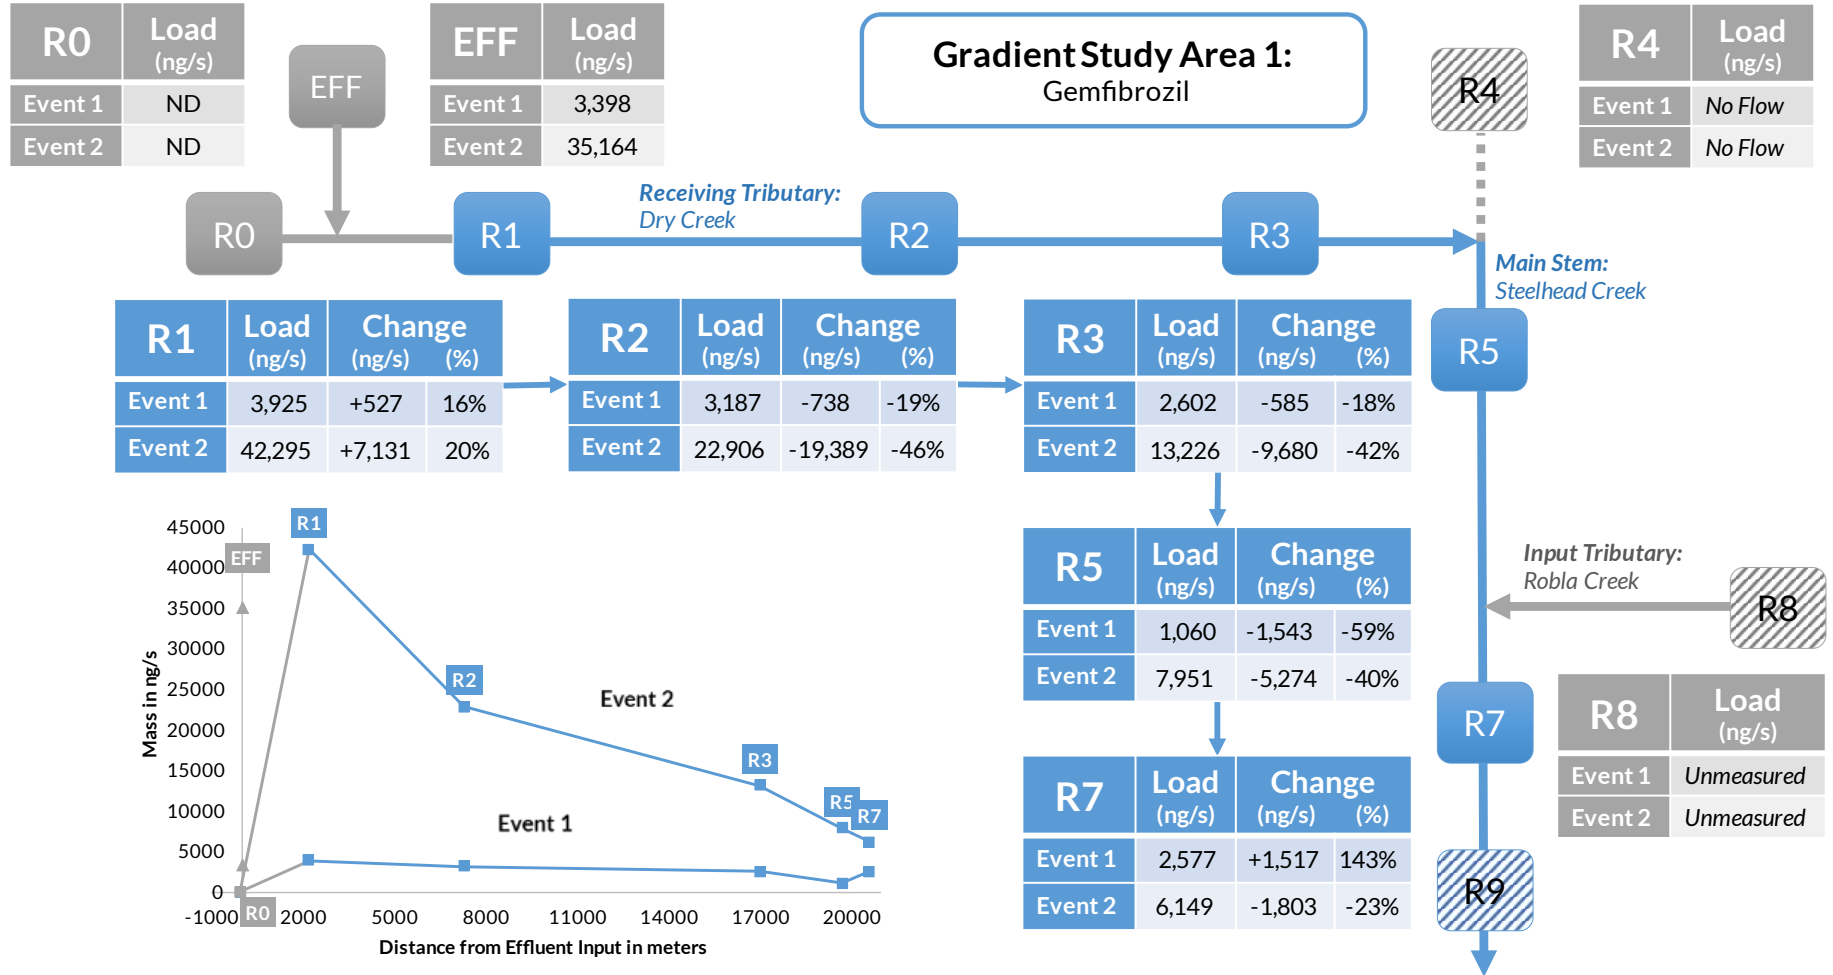 R0 Load (ng/s)
Event 1 ND
Event 2 ND
EFF
EFF Load (ng/s)
Event 1 3,398
Event 2 35,164
Gradient Study Area 1:
Gemfibrozil
R4
R4 Load (ng/s)
Event 1 No Flow
Event 2 No Flow
R0
R1
Receiving Tributary:
Dry Creek
R2
R3
Main Stem:
Steelhead Creek
R1 Load Change
(ng/s) (ng/s) (%)
Event 1 3,925 +527 16%
Event 2 42,295 +7,131 20%
R2 Load Change
(ng/s) (ng/s) (%)
Event 1 3,187 -738 -19%
Event 2 22,906 -19,389 -46%
R3 Load Change
(ng/s) (ng/s) (%)
Event 1 2,602 -585 -18%
Event 2 13,226 -9,680 -42%
R5
R5 Load Change
(ng/s) (ng/s) (%)
Event 1 1,060 -1,543 -59%
Event 2 7,951 -5,274 -40%
Input Tributary:
Robla Creek
R8
R7
R7 Load Change
(ng/s) (ng/s) (%)
Event 1 2,577 +1,517 143%
Event 2 6,149 -1,803 -23%
R8 Load (ng/s)
Event 1 Unmeasured
Event 2 Unmeasured
R9
Mass in ng/s
45000
40000
35000
30000
25000
20000
15000
10000
5000
0
EFF
R1
R2
Event 2
R3
R5
R7
Event 1
R0
-1000 2000 5000 8000 11000 14000 17000 20000
Distance from Effluent Input in meters